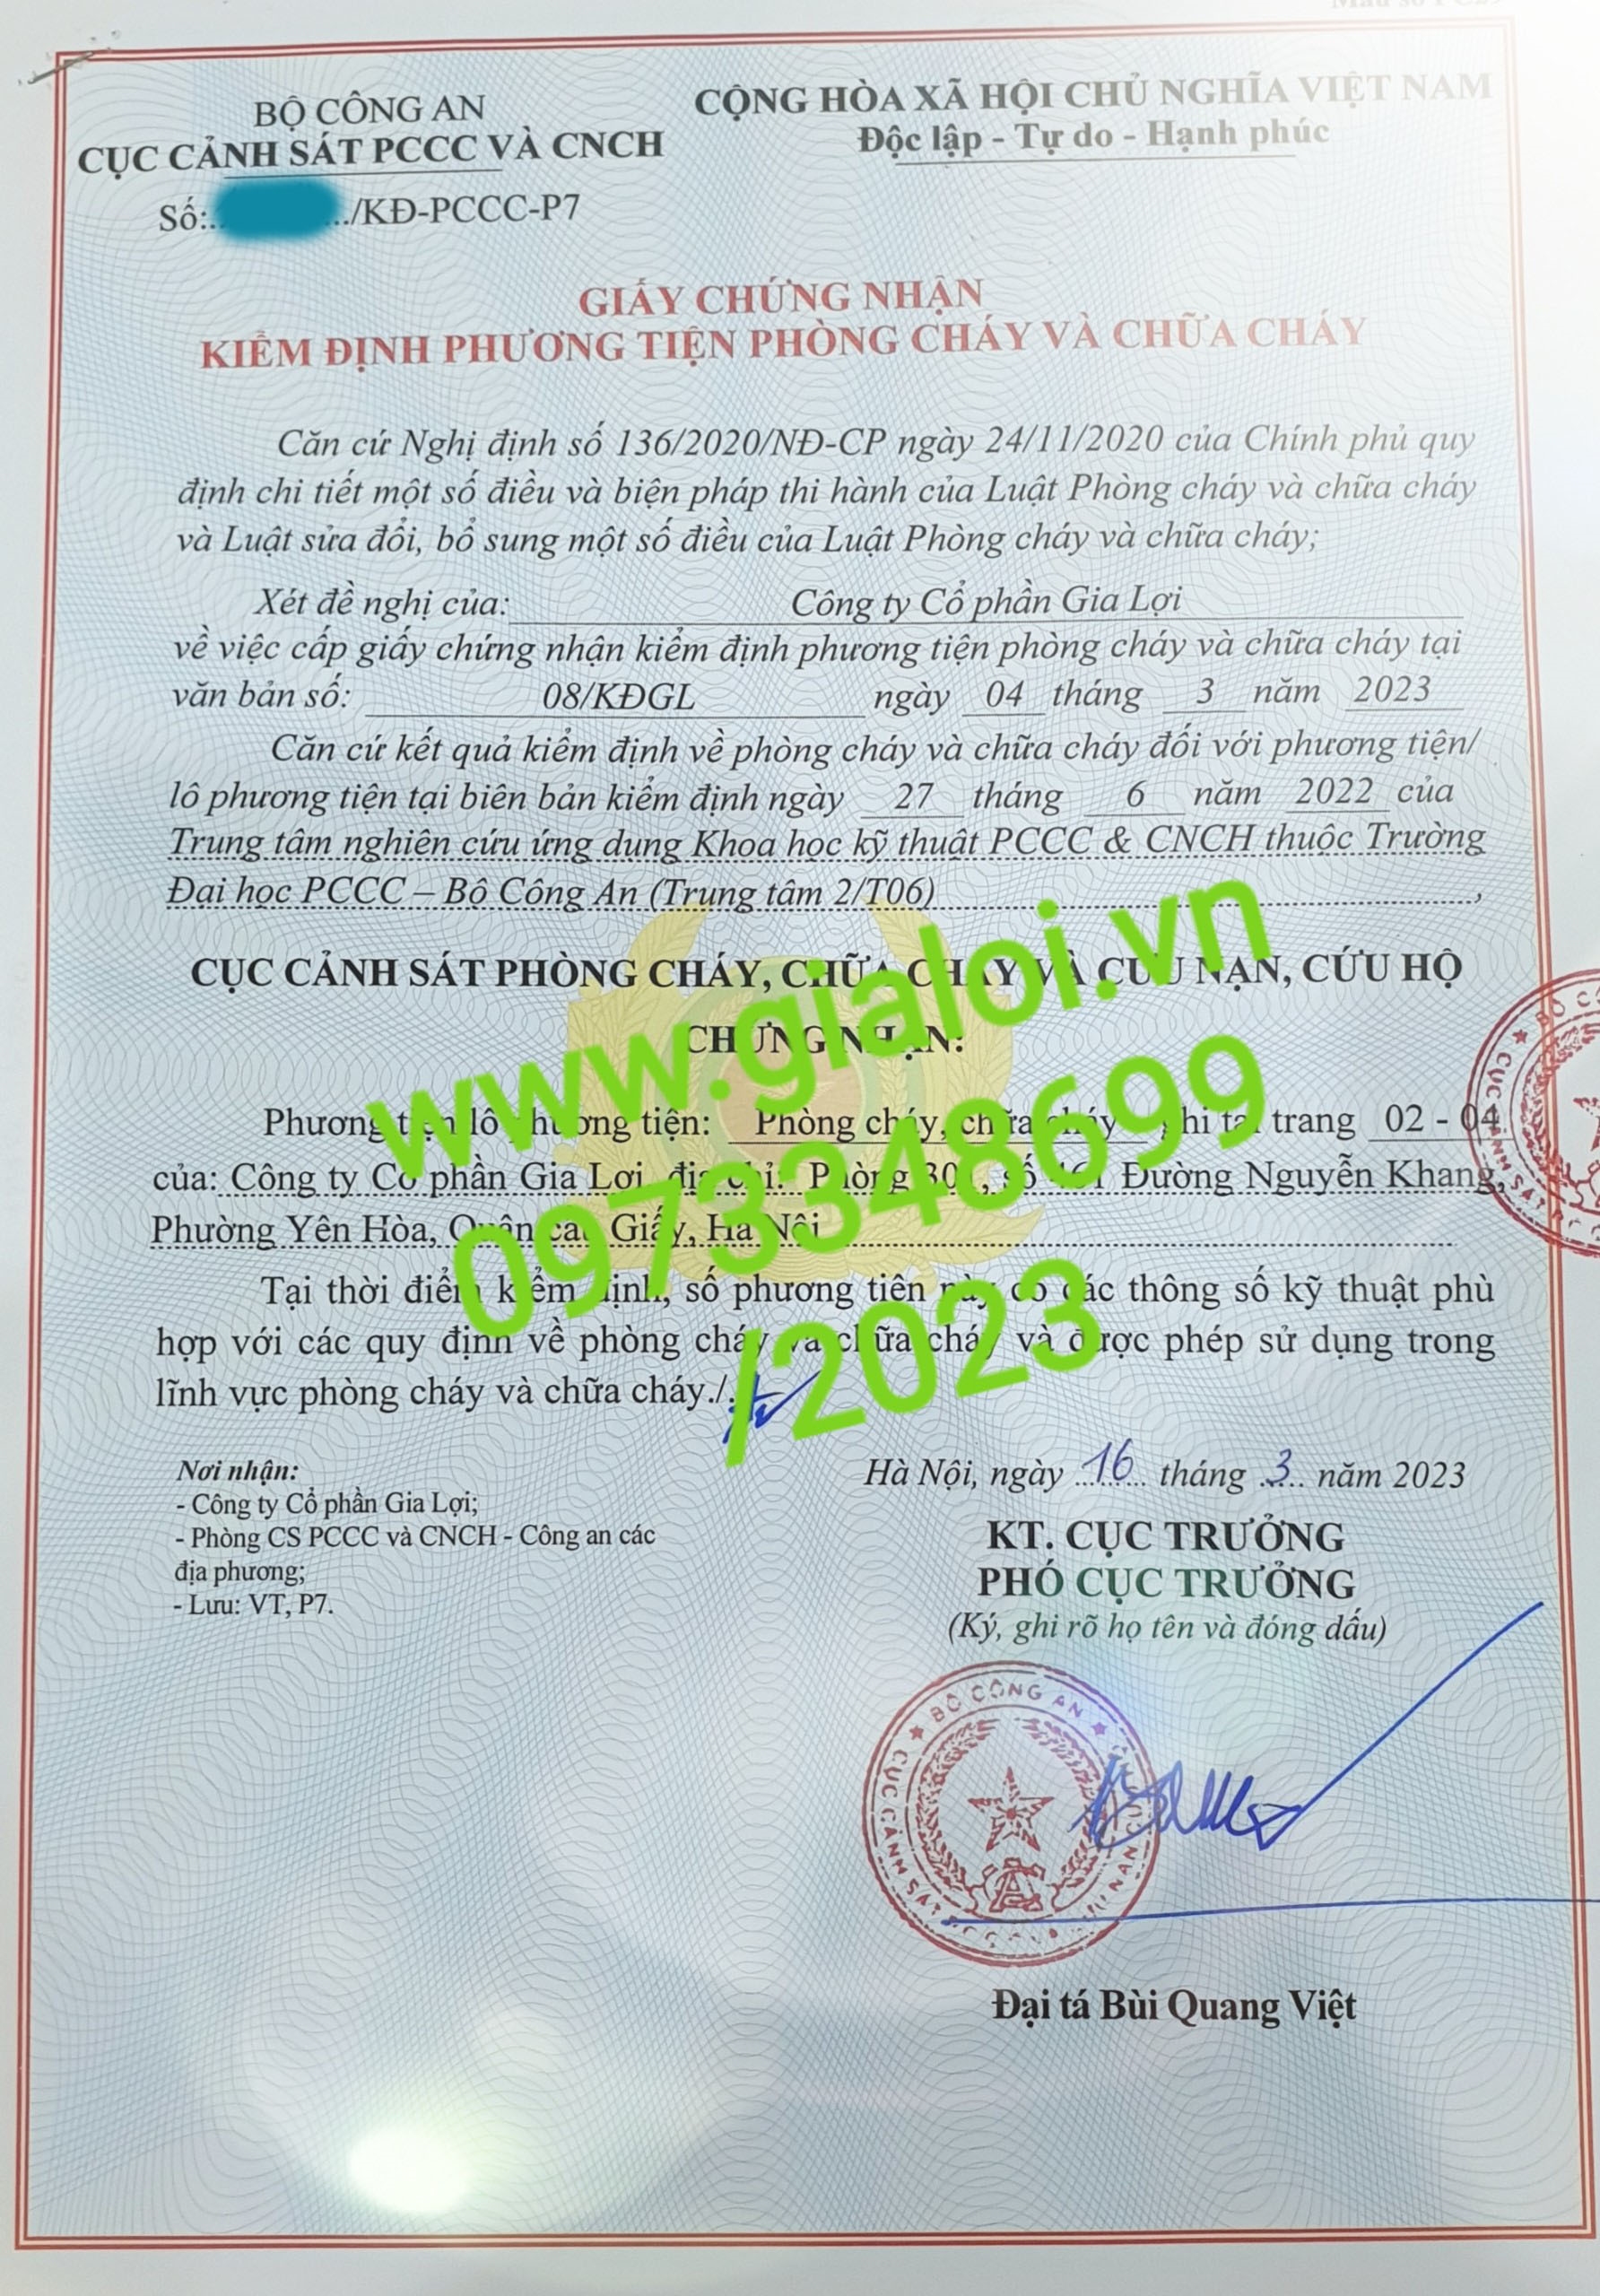 BỘ CÔNG AN
CỤC CẢNH SÁT PCCC VÀ CNCH
Số:.../KĐ-PCCC-P7
CỘNG HÒA XÃ HỘI CHỦ NGHĨA VIỆT NAM
Độc lập - Tự do - Hạnh phúc
GIẤY CHỨNG NHẬN
KIỂM ĐỊNH PHƯƠNG TIỆN PHÒNG CHÁY VÀ CHỮA CHÁY
Căn cứ Nghị định số 136/2020/NĐ-CP ngày 24/11/2020 của Chính phủ quy
định chi tiết một số điều và biện pháp thi hành của Luật Phòng cháy và chữa cháy
và Luật sửa đổi, bổ sung một số điều của Luật Phòng cháy và chữa cháy;
Xét đề nghị của: Công ty Cổ phần Gia Lợi
về việc cấp giấy chứng nhận kiểm định phương tiện phòng cháy và chữa cháy tại
văn bản số: 08/KĐGL ngày 04 tháng 3 năm 2023
Căn cứ kết quả kiểm định về phòng cháy và chữa cháy đối với phương tiện/
lô phương tiện tại biên bản kiểm định ngày 27 tháng 6 năm 2022 của
Trung tâm nghiên cứu ứng dụng Khoa học kỹ thuật PCCC & CNCH thuộc Trường
Đại học PCCC – Bộ Công An (Trung tâm 2/T06),
CỤC CẢNH SÁT PHÒNG CHÁY, CHỮA CHÁY VÀ CỨU NẠN, CỨU HỘ
CHỨNG NHẬN:
www.gialoi.vn
0973348699
/2023
Phương tiện lô phương tiện: Phòng cháy, chữa cháy ghi tại trang 02 - 04
của: Công ty Cổ phần Gia Lợi, địa chỉ: Phòng 301, số Đường Nguyễn Khang,
Phường Yên Hòa, Quận cầu Giấy, Hà Nội
Tại thời điểm kiểm định, số phương tiện này có các thông số kỹ thuật phù
hợp với các quy định về phòng cháy và chữa cháy và được phép sử dụng trong
lĩnh vực phòng cháy và chữa cháy./.
Nơi nhận:
- Công ty Cổ phần Gia Lợi;
- Phòng CS PCCC và CNCH - Công an các
địa phương;
- Lưu: VT, P7.
Hà Nội, ngày 16 tháng 3 năm 2023
KT. CỤC TRƯỞNG
PHÓ CỤC TRƯỞNG
(Ký, ghi rõ họ tên và đóng dấu)
BỘ CÔNG AN
CỤC CẢNH SÁT
Đại tá Bùi Quang Việt